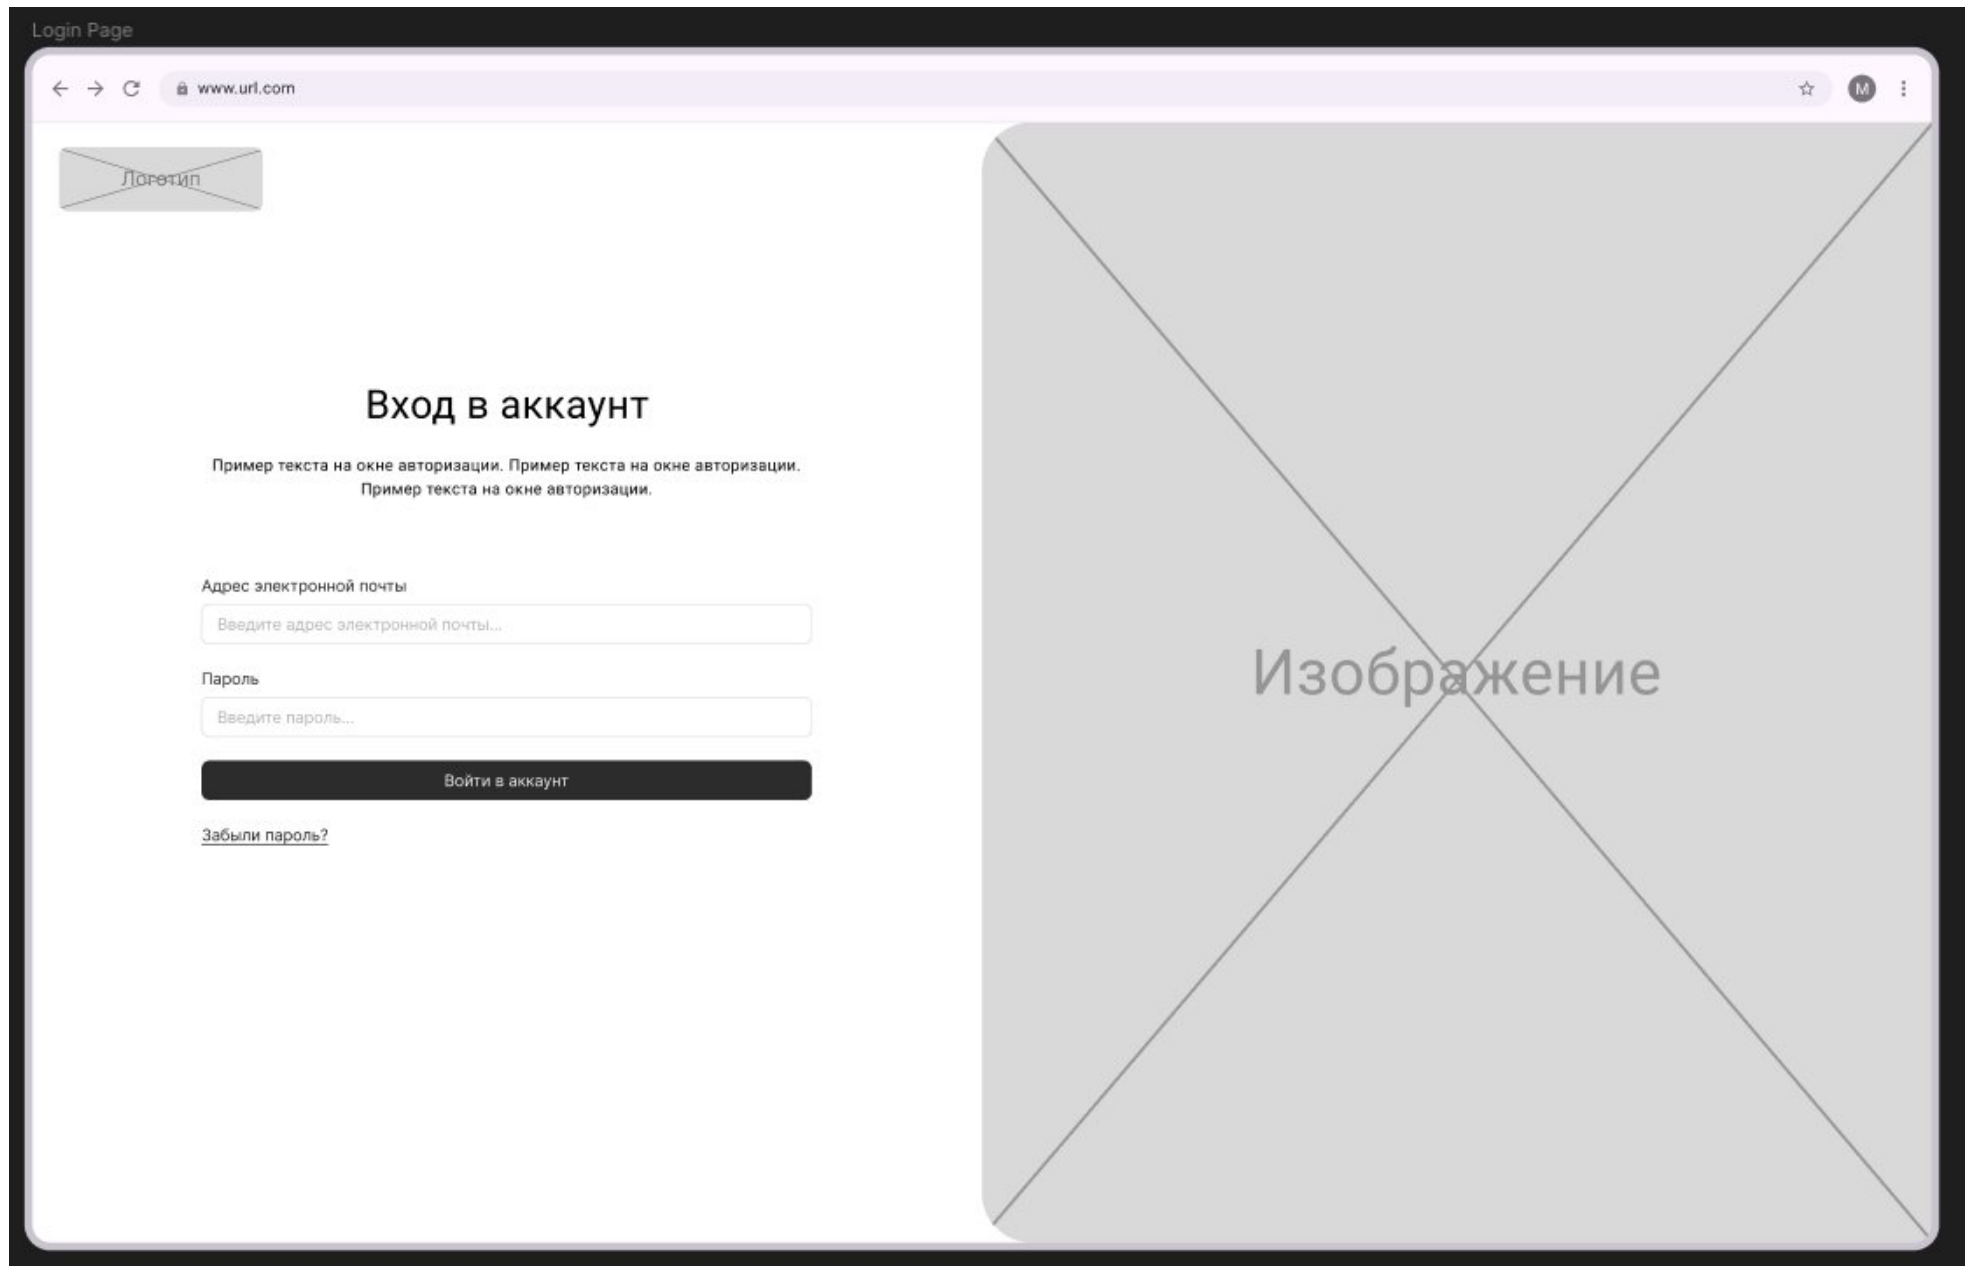 Login Page
www.url.com
M
Логотип
Вход в аккаунт
Пример текста на окне авторизации. Пример текста на окне авторизации.
Пример текста на окне авторизации.
Адрес электронной почты
Введите адрес электронной почты...
Пароль
Введите пароль...
Войти в аккаунт
Забыли пароль?
Изображение